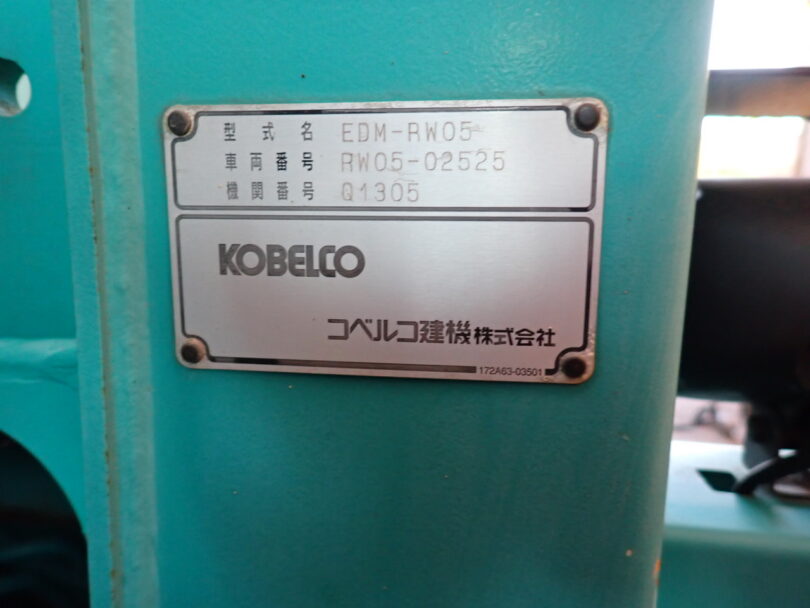 型式名 EDM-RW05
車両番号 RW05-02525
機関番号 Q1305
KOBELCO
コベルコ建機株式会社
172A63-03501